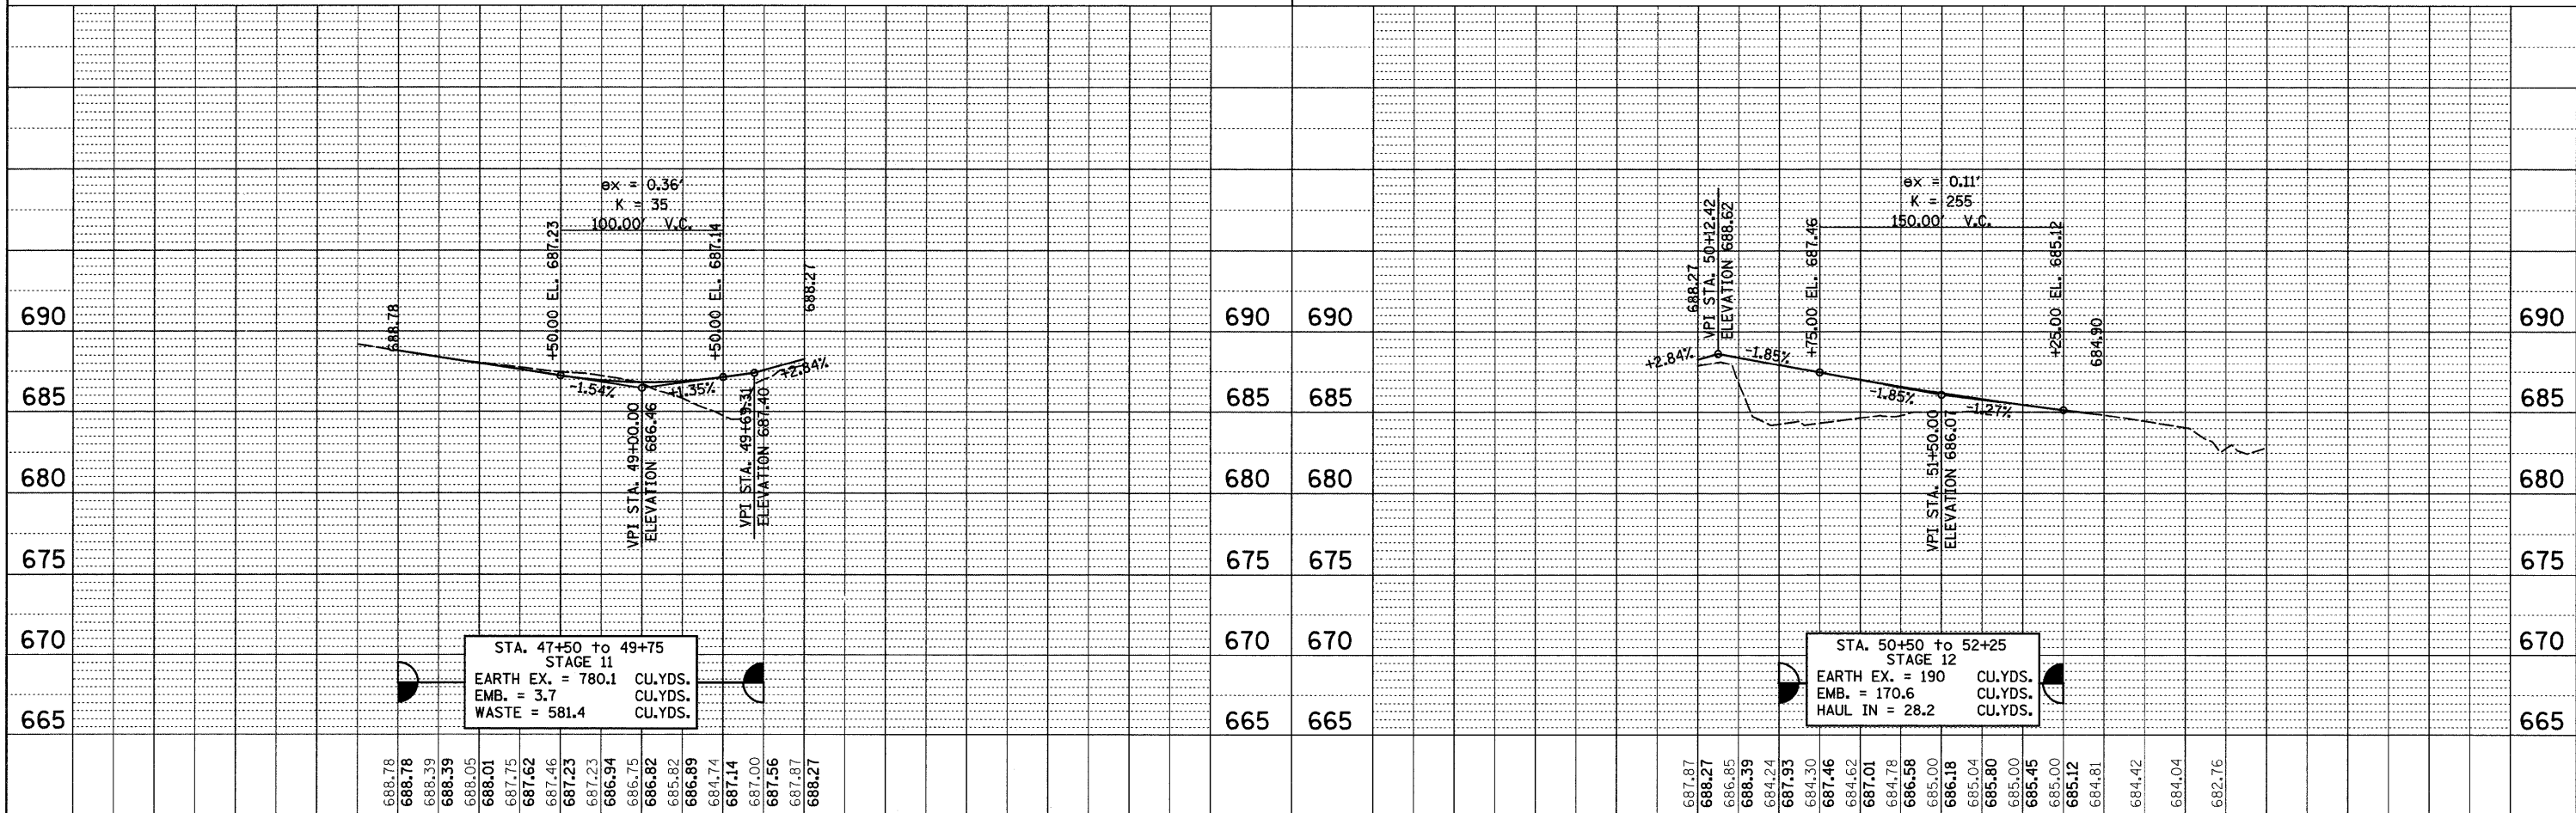 ex = 0.36'
K = 35
100.00' V.C.
+50.00 EL. 687.23
+50.00 EL. 687.14
688.78
688.27
-1.54%
+1.35%
+2.84%
VPI STA. 49+00.00
ELEVATION 686.46
VPI STA. 49+69.31
ELEVATION 687.40
690
685
680
675
670
665
STA. 47+50 to 49+75
STAGE 11
EARTH EX. = 780.1 CU.YDS.
EMB. = 3.7 CU.YDS.
WASTE = 581.4 CU.YDS.
688.78
688.78
688.39
688.39
688.05
688.01
687.75
687.62
687.46
687.23
687.23
686.94
686.75
686.82
685.82
686.89
684.74
687.14
687.00
687.56
687.87
688.27
690 690
685 685
680 680
675 675
670 670
665 665
ex = 0.11'
K = 255
150.00' V.C.
688.27
VPI STA. 50+12.42
ELEVATION 688.62
+75.00 EL. 687.46
+25.00 EL. 685.12
684.90
+2.84%
-1.85%
-1.85%
-1.27%
VPI STA. 51+50.00
ELEVATION 686.07
STA. 50+50 to 52+25
STAGE 12
EARTH EX. = 190 CU.YDS.
EMB. = 170.6 CU.YDS.
HAUL IN = 28.2 CU.YDS.
687.87
688.27
686.85
688.39
684.24
687.93
684.30
687.46
684.62
687.01
684.78
686.58
685.00
686.18
685.04
685.80
685.00
685.45
685.00
685.12
684.81
684.42
684.04
682.76
690
685
680
675
670
665